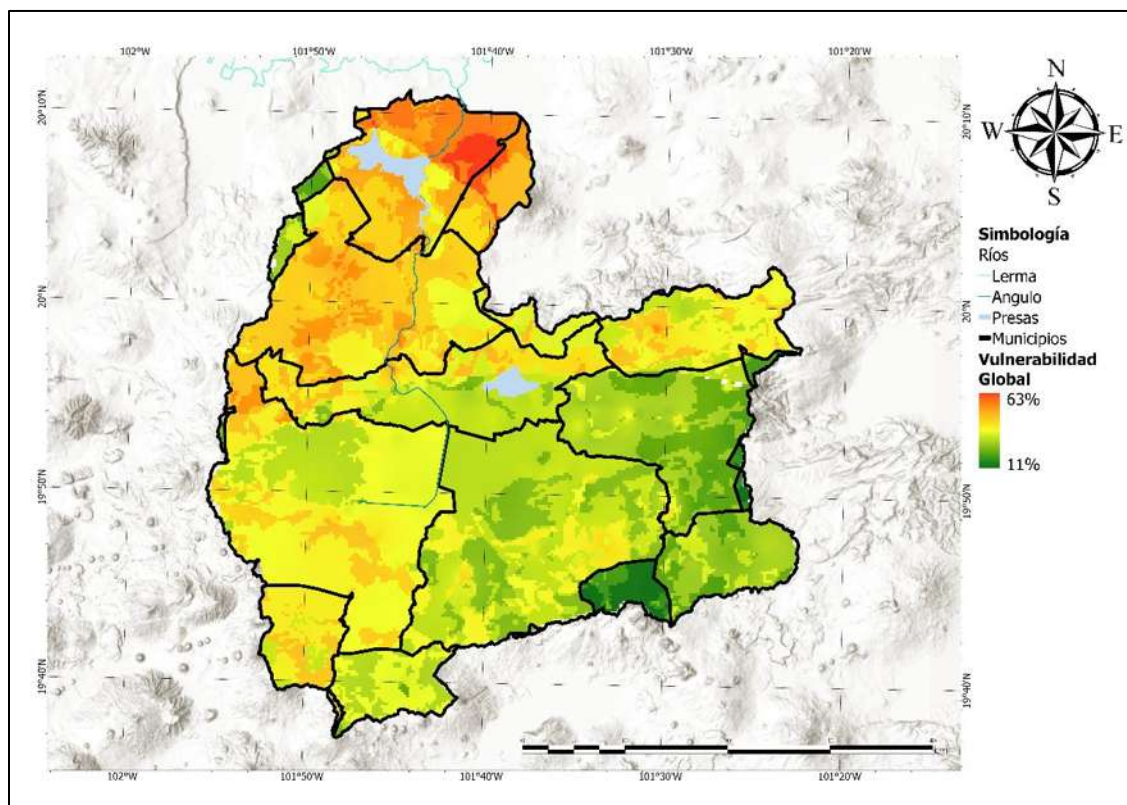 102°W 101°50'W 101°40'W 101°30'W 101°20'W
20°10'N 20°10'N
20°N 20°N
19°50'N 19°50'N
19°40'N 19°40'N
102°W 101°50'W 101°40'W 101°30'W 101°20'W
N
W E
S
Simbología
Ríos
Lerma
Angulo
Presas
Municipios
Vulnerabilidad
Global
63%
11%